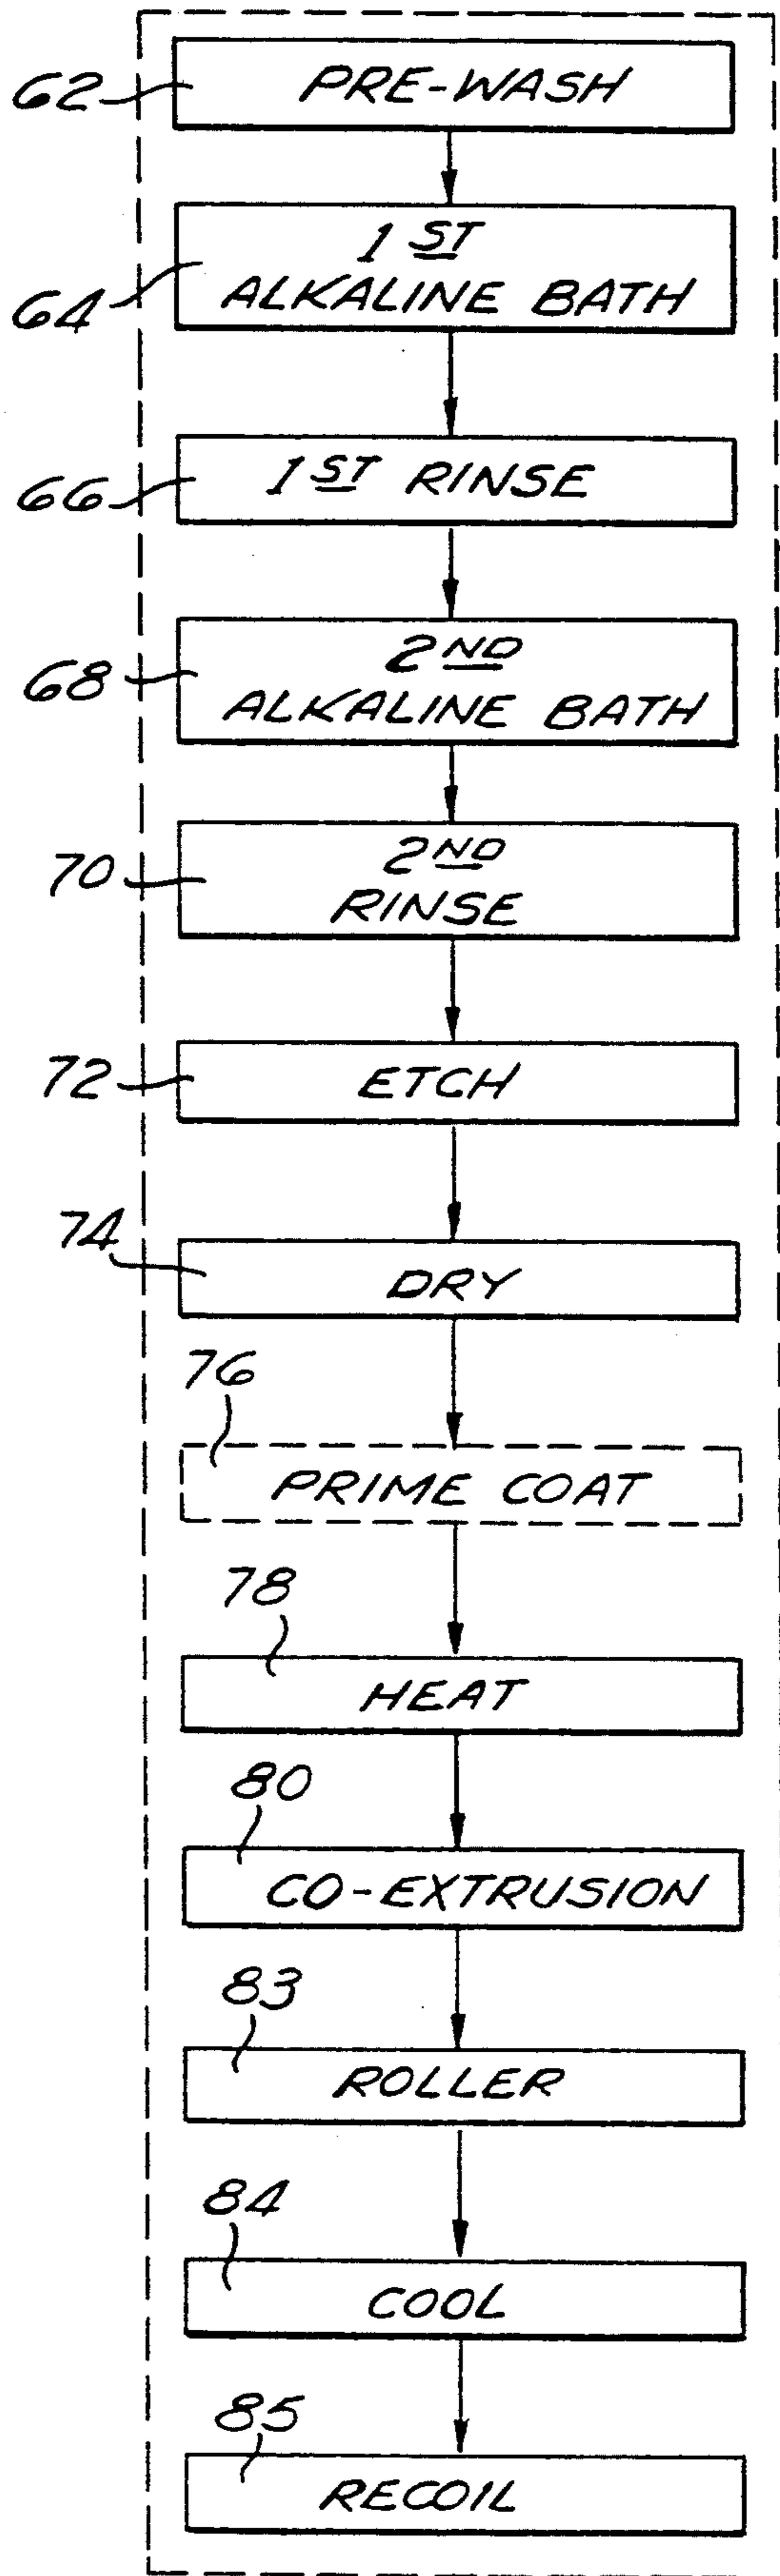 62 PRE-WASH
1ST
64 ALKALINE BATH
66 1ST RINSE
2ND
68 ALKALINE BATH
2ND
70 RINSE
72 ETCH
74 DRY
76
PRIME COAT
78
HEAT
80
CO-EXTRUSION
83
ROLLER
84
COOL
85
RECOIL